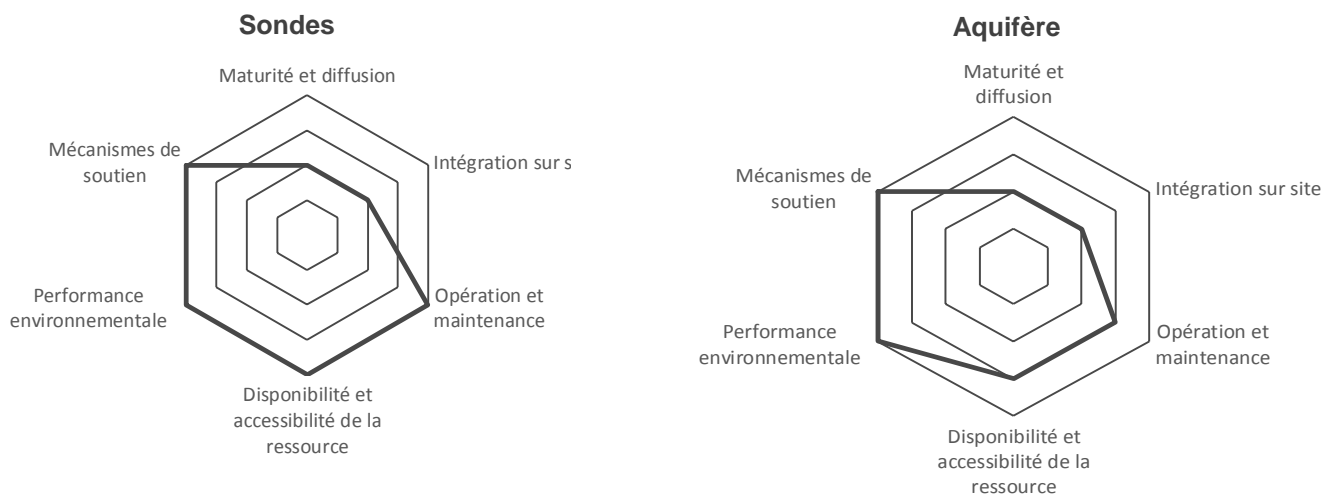 Sondes
Maturité et diffusion
Mécanismes de
soutien
Intégration sur s
Performance
environnementale
Opération et
maintenance
Disponibilité et
accessibilité de la
ressource
Aquifère
Maturité et
diffusion
Mécanismes de
soutien
Intégration sur site
Performance
environnementale
Opération et
maintenance
Disponibilité et
accessibilité de la
ressource